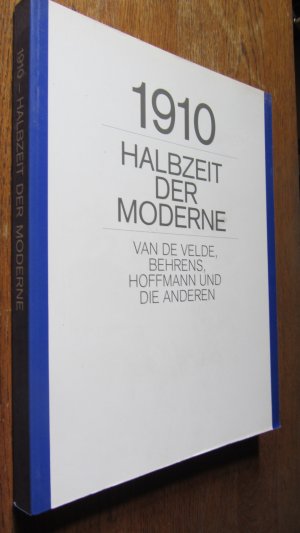 1910 – HALBZEIT DER MODERNE
1910
HALBZEIT
DER
MODERNE
VAN DE VELDE,
BEHRENS,
HOFFMANN UND
DIE ANDEREN